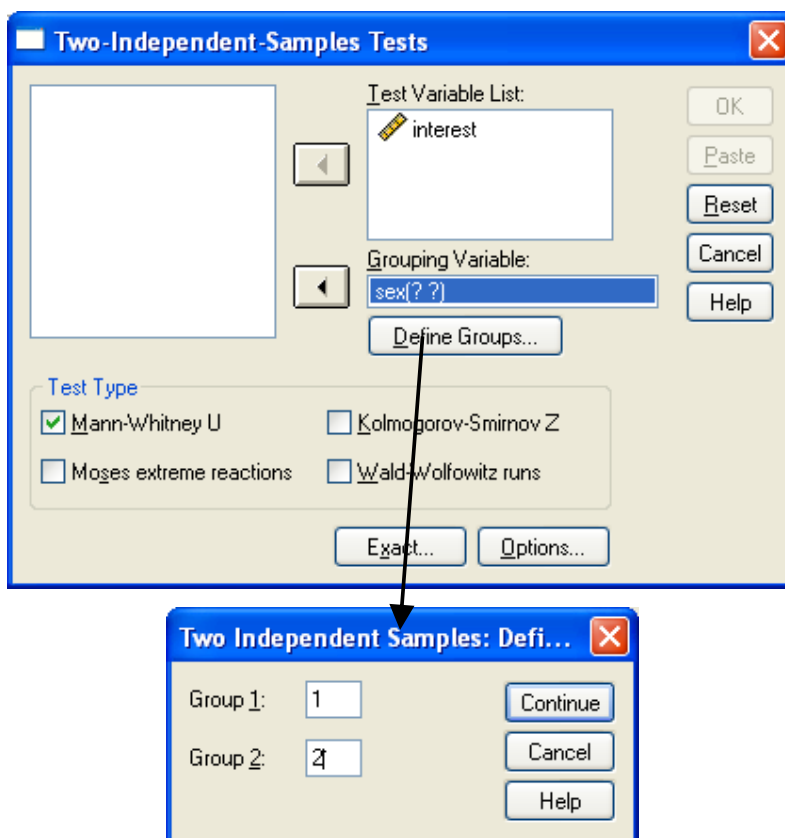 Two-Independent-Samples Tests
Test Variable List:
interest
OK
Paste
Reset
Cancel
Help
Grouping Variable:
sex(? ?)
Define Groups...
Test Type
Mann-Whitney U
Kolmogorov-Smirnov Z
Moses extreme reactions
Wald-Wolfowitz runs
Exact...
Options...
Two Independent Samples: Defi...
Group 1: 1
Continue
Group 2: 2
Cancel
Help